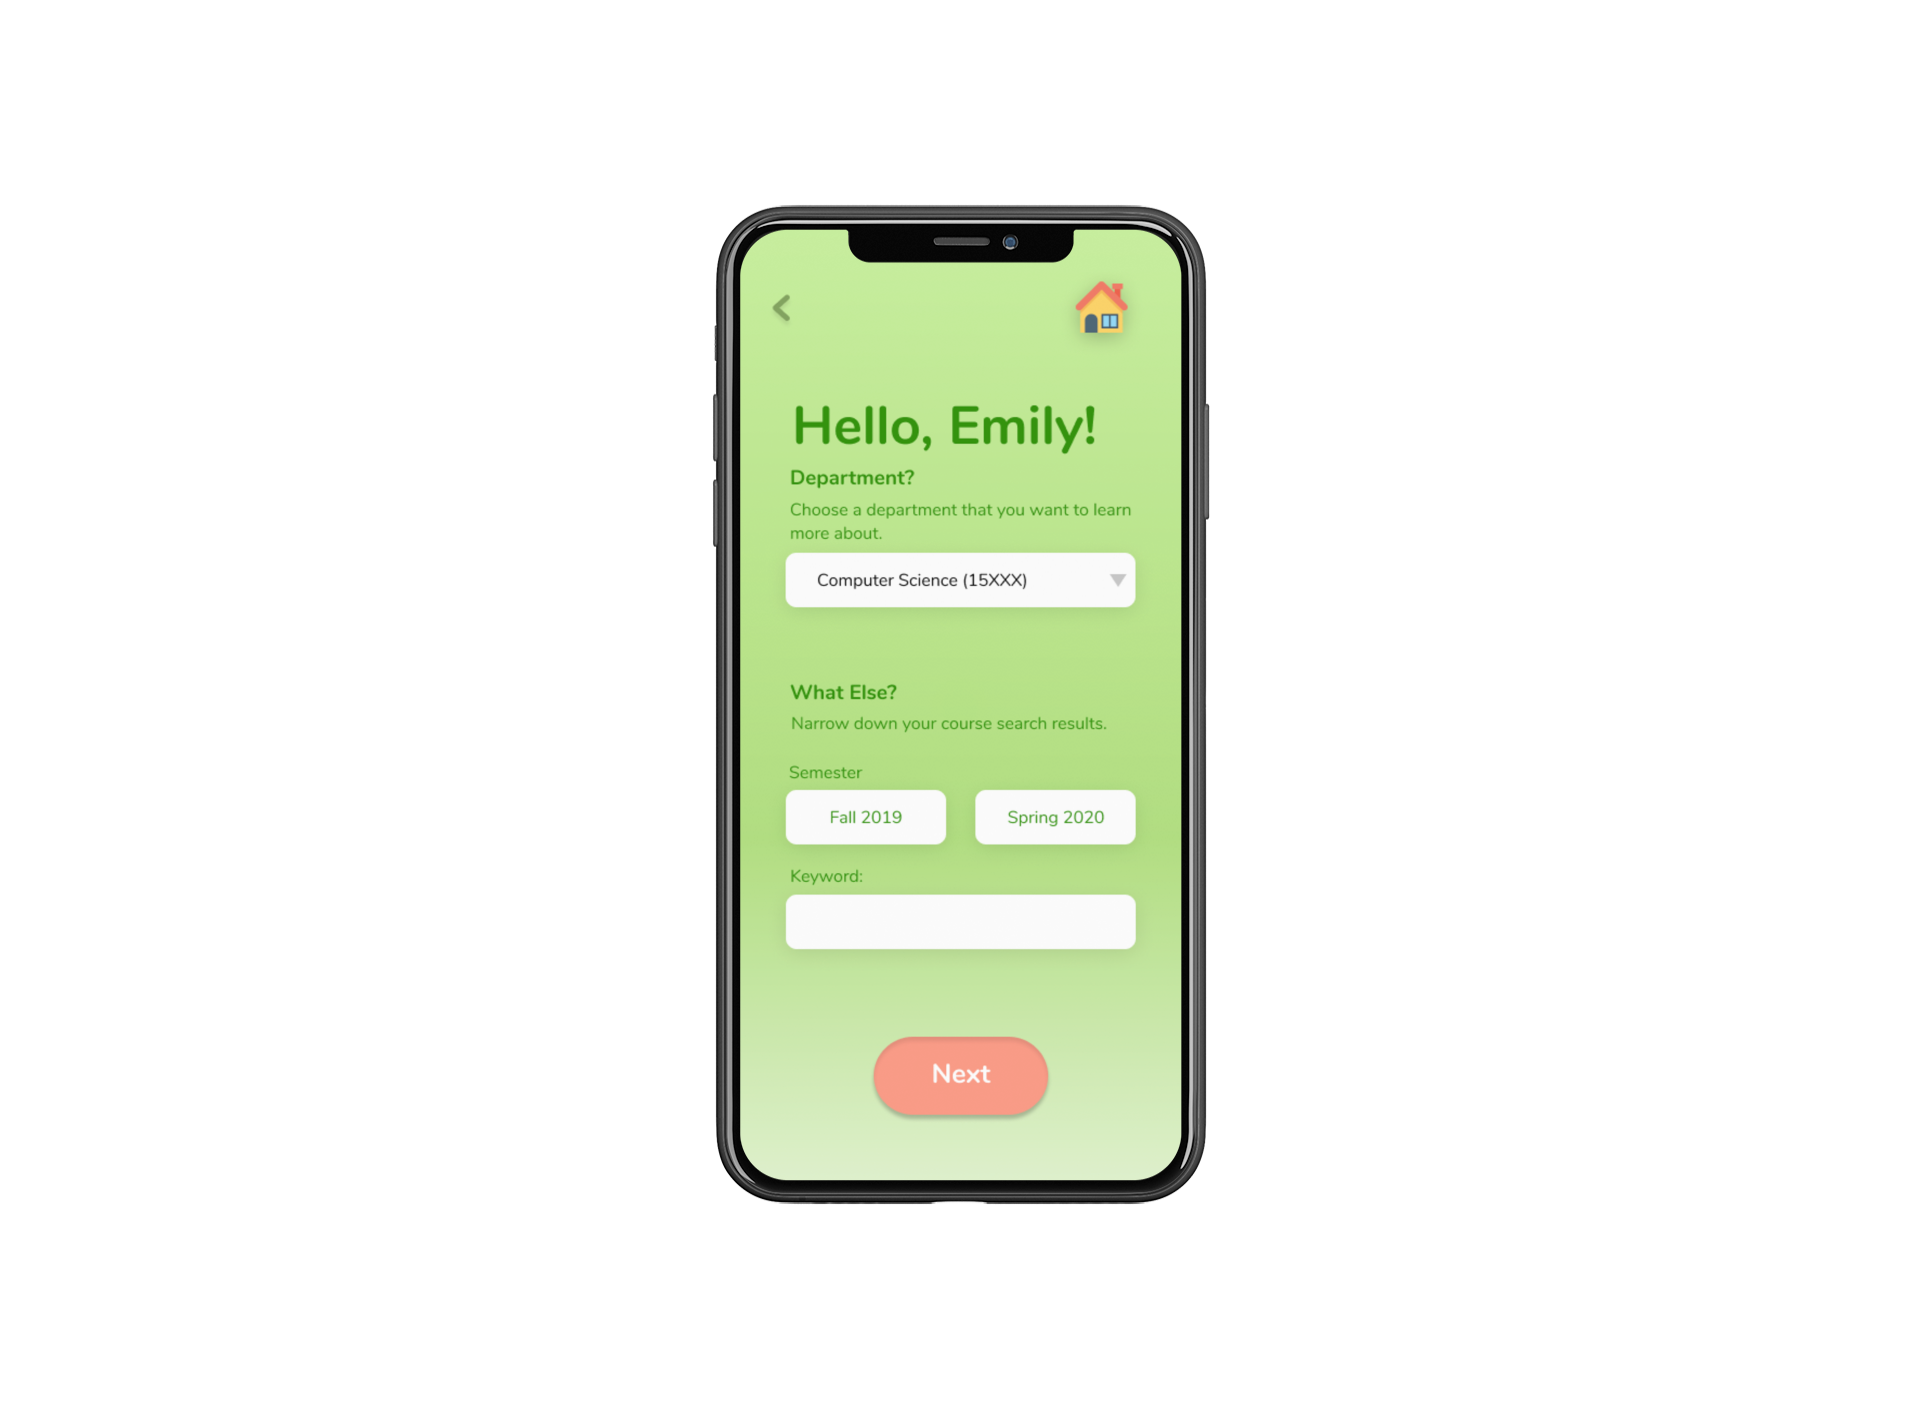 Hello, Emily!
Department?
Choose a department that you want to learn
more about.
Computer Science (15XXX)
What Else?
Narrow down your course search results.
Semester
Fall 2019
Spring 2020
Keyword:
Next